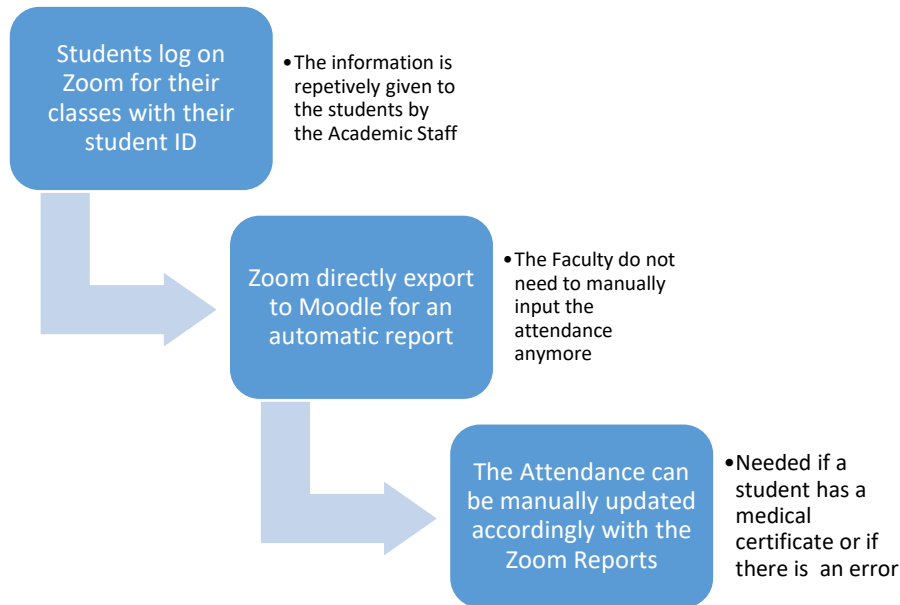 Students log on
Zoom for their
classes with their
student ID
•The information is
repetively given to
the students by
the Academic Staff
Zoom directly export
to Moodle for an
automatic report
•The Faculty do not
need to manually
input the
attendance
anymore
The Attendance can
be manually updated
accordingly with the
Zoom Reports
•Needed if a
student has a
medical
certificate or if
there is an error